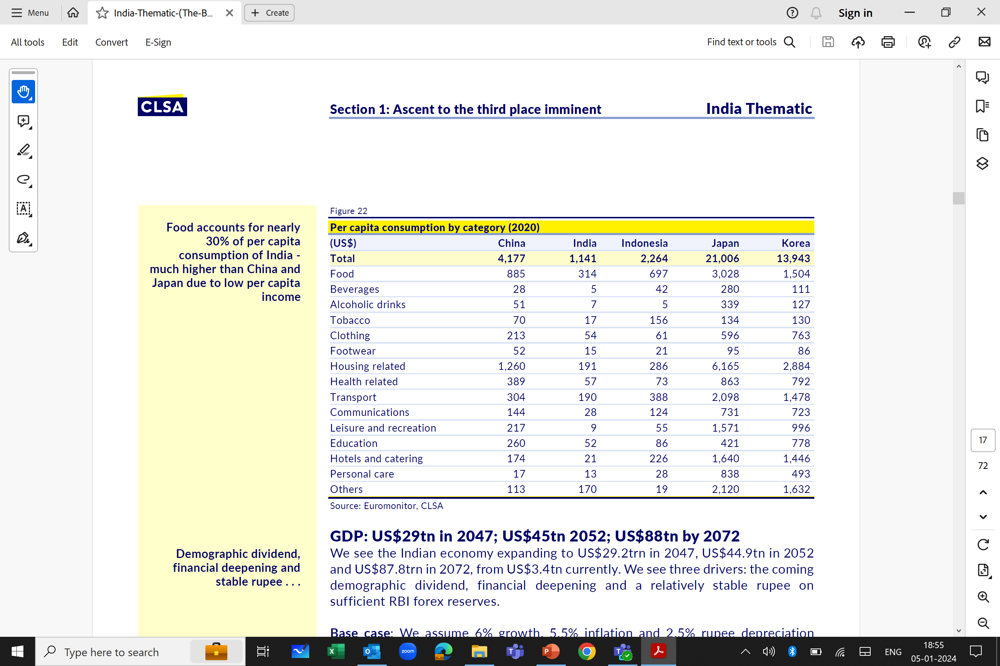 Menu
India-Thematic-(The-B...
Create
Sign in
All tools Edit Convert E-Sign
Find text or tools
CLSA
Section 1: Ascent to the third place imminent India Thematic
Food accounts for nearly
30% of per capita
consumption of India -
much higher than China and
Japan due to low per capita
income
Figure 22
Per capita consumption by category (2020)
(US$) China India Indonesia Japan Korea
Total 4,177 1,141 2,264 21,006 13,943
Food 885 314 697 3,028 1,504
Beverages 28 5 42 280 111
Alcoholic drinks 51 7 5 339 127
Tobacco 70 17 156 134 130
Clothing 213 54 61 596 763
Footwear 52 15 21 95 86
Housing related 1,260 191 286 6,165 2,884
Health related 389 57 73 863 792
Transport 304 190 388 2,098 1,478
Communications 144 28 124 731 723
Leisure and recreation 217 9 55 1,571 996
Education 260 52 86 421 778
Hotels and catering 174 21 226 1,640 1,446
Personal care 17 13 28 838 493
Others 113 170 19 2,120 1,632
Source: Euromonitor, CLSA
Demographic dividend,
financial deepening and
stable rupee . . .
GDP: US$29tn in 2047; US$45tn 2052; US$88tn by 2072
We see the Indian economy expanding to US$29.2trn in 2047, US$44.9tn in 2052
and US$87.8trn in 2072, from US$3.4tn currently. We see three drivers: the coming
demographic dividend, financial deepening and a relatively stable rupee on
sufficient RBI forex reserves.
Base case: We assume 6% growth, 5.5% inflation and 2.5% rupee depreciation
17
72
Type here to search
zoom
ENG
18:55
05-01-2024